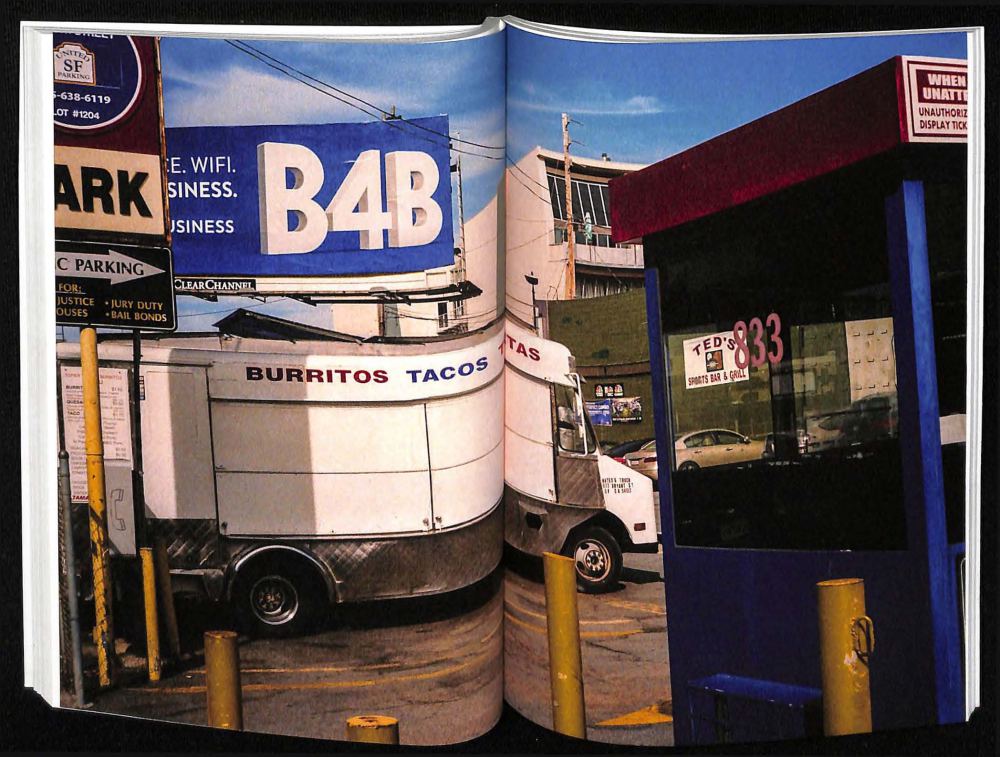 UNITED
SF
PARKING
-638-6119
LOT #1204
ARK
C PARKING
FOR:
JUSTICE
• JURY DUTY
OUSES
• BAIL BONDS
E. WIFI.
SINESS.
USINESS
B4B
CLEARCHANNEL
BURRITOS TACOS TAS
WHEN
UNATT
UNAUTHORIZ
DISPLAY TICK
TED'S
SPORTS BAR & GRILL
833